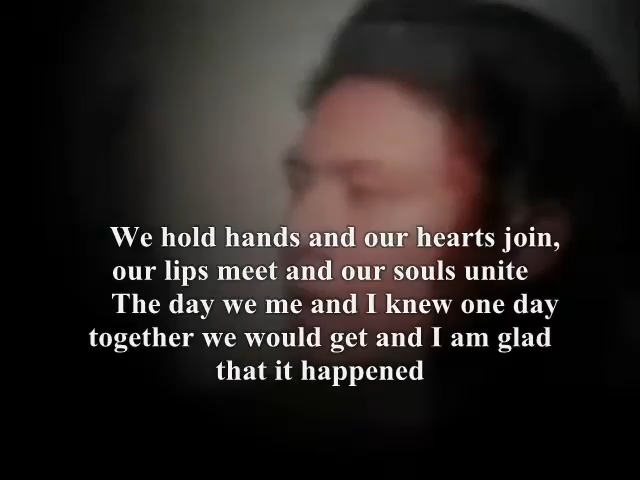 We hold hands and our hearts join,
our lips meet and our souls unite
The day we me and I knew one day
together we would get and I am glad
that it happened